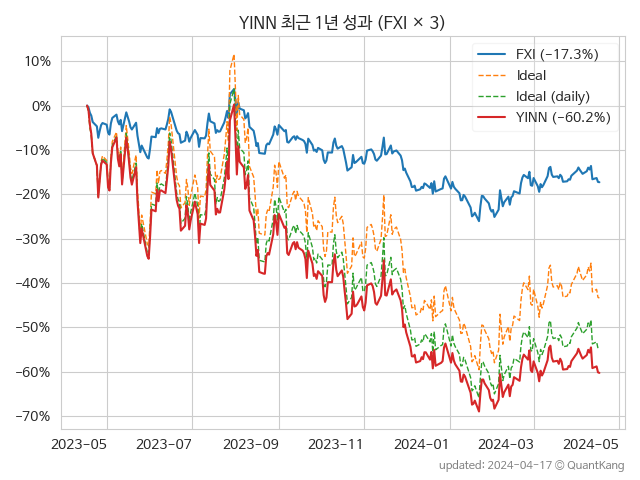 YINN 최근 1년 성과 (FXI × 3)
FXI (−17.3%)
Ideal
Ideal (daily)
YINN (−60.2%)
10%
0%
−10%
−20%
−30%
−40%
−50%
−60%
−70%
2023−05 2023−07 2023−09 2023−11 2024−01 2024−03 2024−05
updated: 2024−04−17 © QuantKang